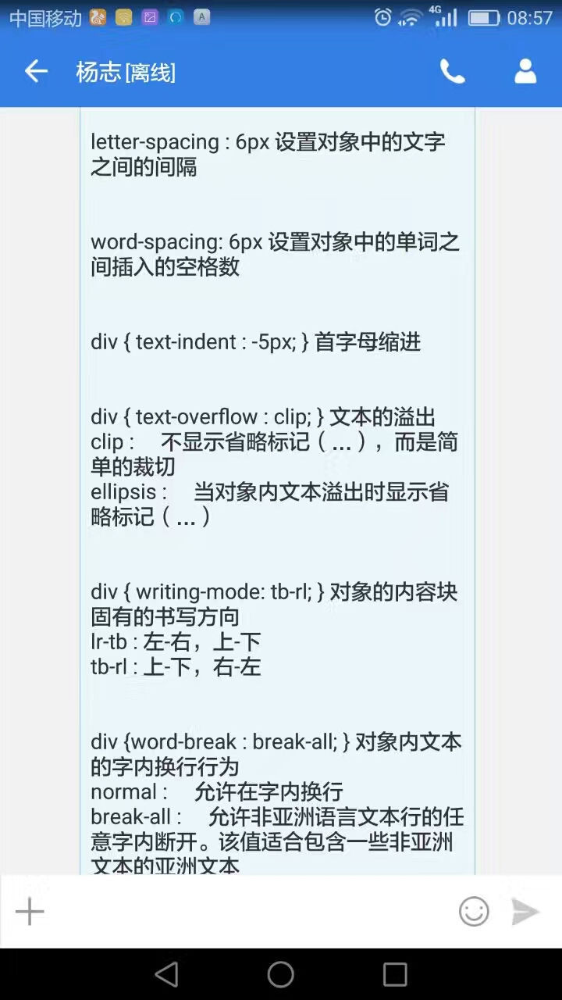 中国移动 4G 08:57
杨志[离线]
letter-spacing : 6px 设置对象中的文字
之间的间隔
word-spacing: 6px 设置对象中的单词之
间插入的空格数
div { text-indent : -5px; } 首字母缩进
div { text-overflow : clip; } 文本的溢出
clip : 不显示省略标记（...），而是简
单的裁切
ellipsis : 当对象内文本溢出时显示省
略标记（...）
div { writing-mode: tb-rl; } 对象的内容块
固有的书写方向
lr-tb : 左-右，上-下
tb-rl : 上-下，右-左
div {word-break : break-all; } 对象内文本
的字内换行行为
normal : 允许在字内换行
break-all : 允许非亚洲语言文本行的任
意字内断开。该值适合包含一些非亚洲
文本的亚洲文本